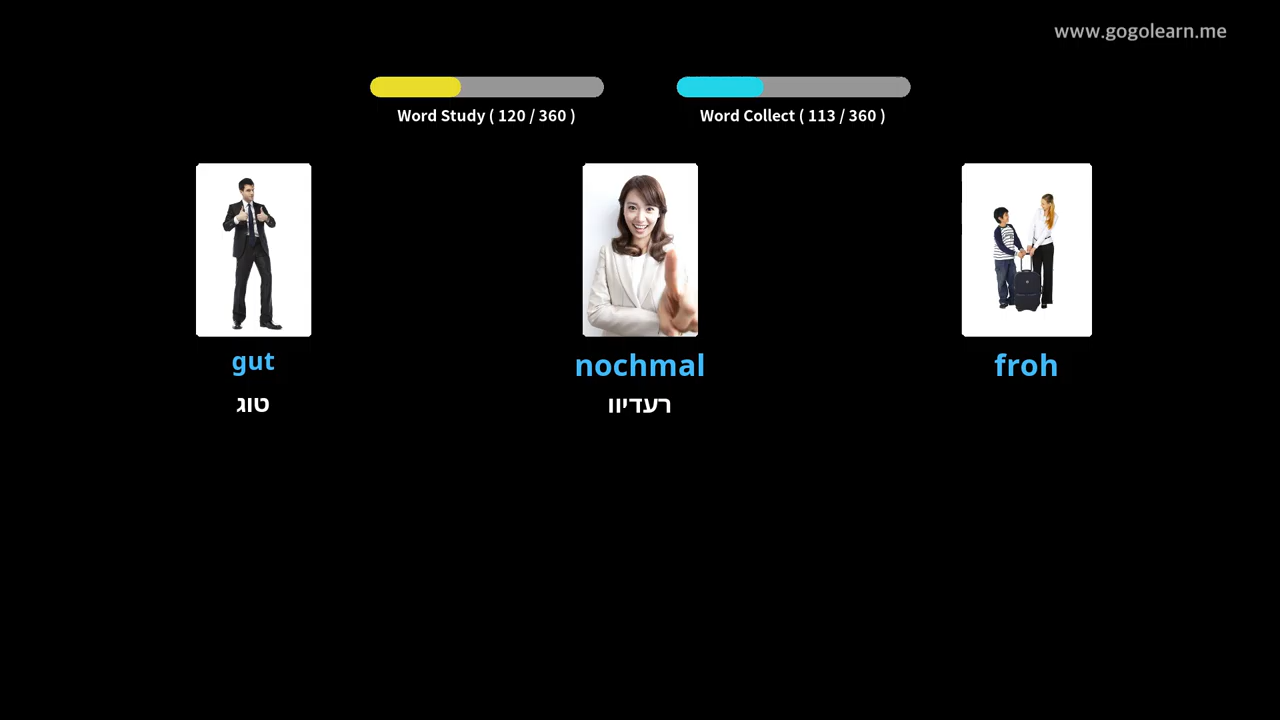 www.gogolearn.me
Word Study ( 120 / 360 )
Word Collect ( 113 / 360 )
gut
טוג
nochmal
רעדיוו
froh